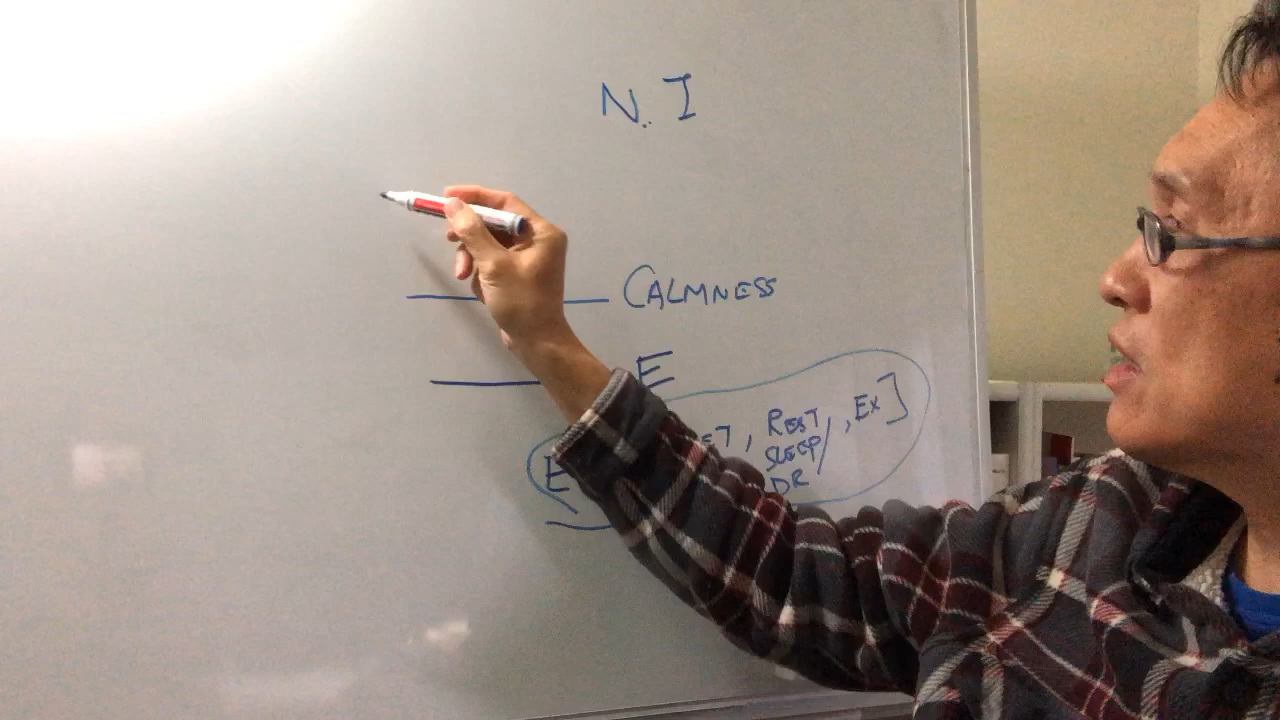 N. I
CALMNESS
E
, REST, EX]
SLEEP/
DR
E